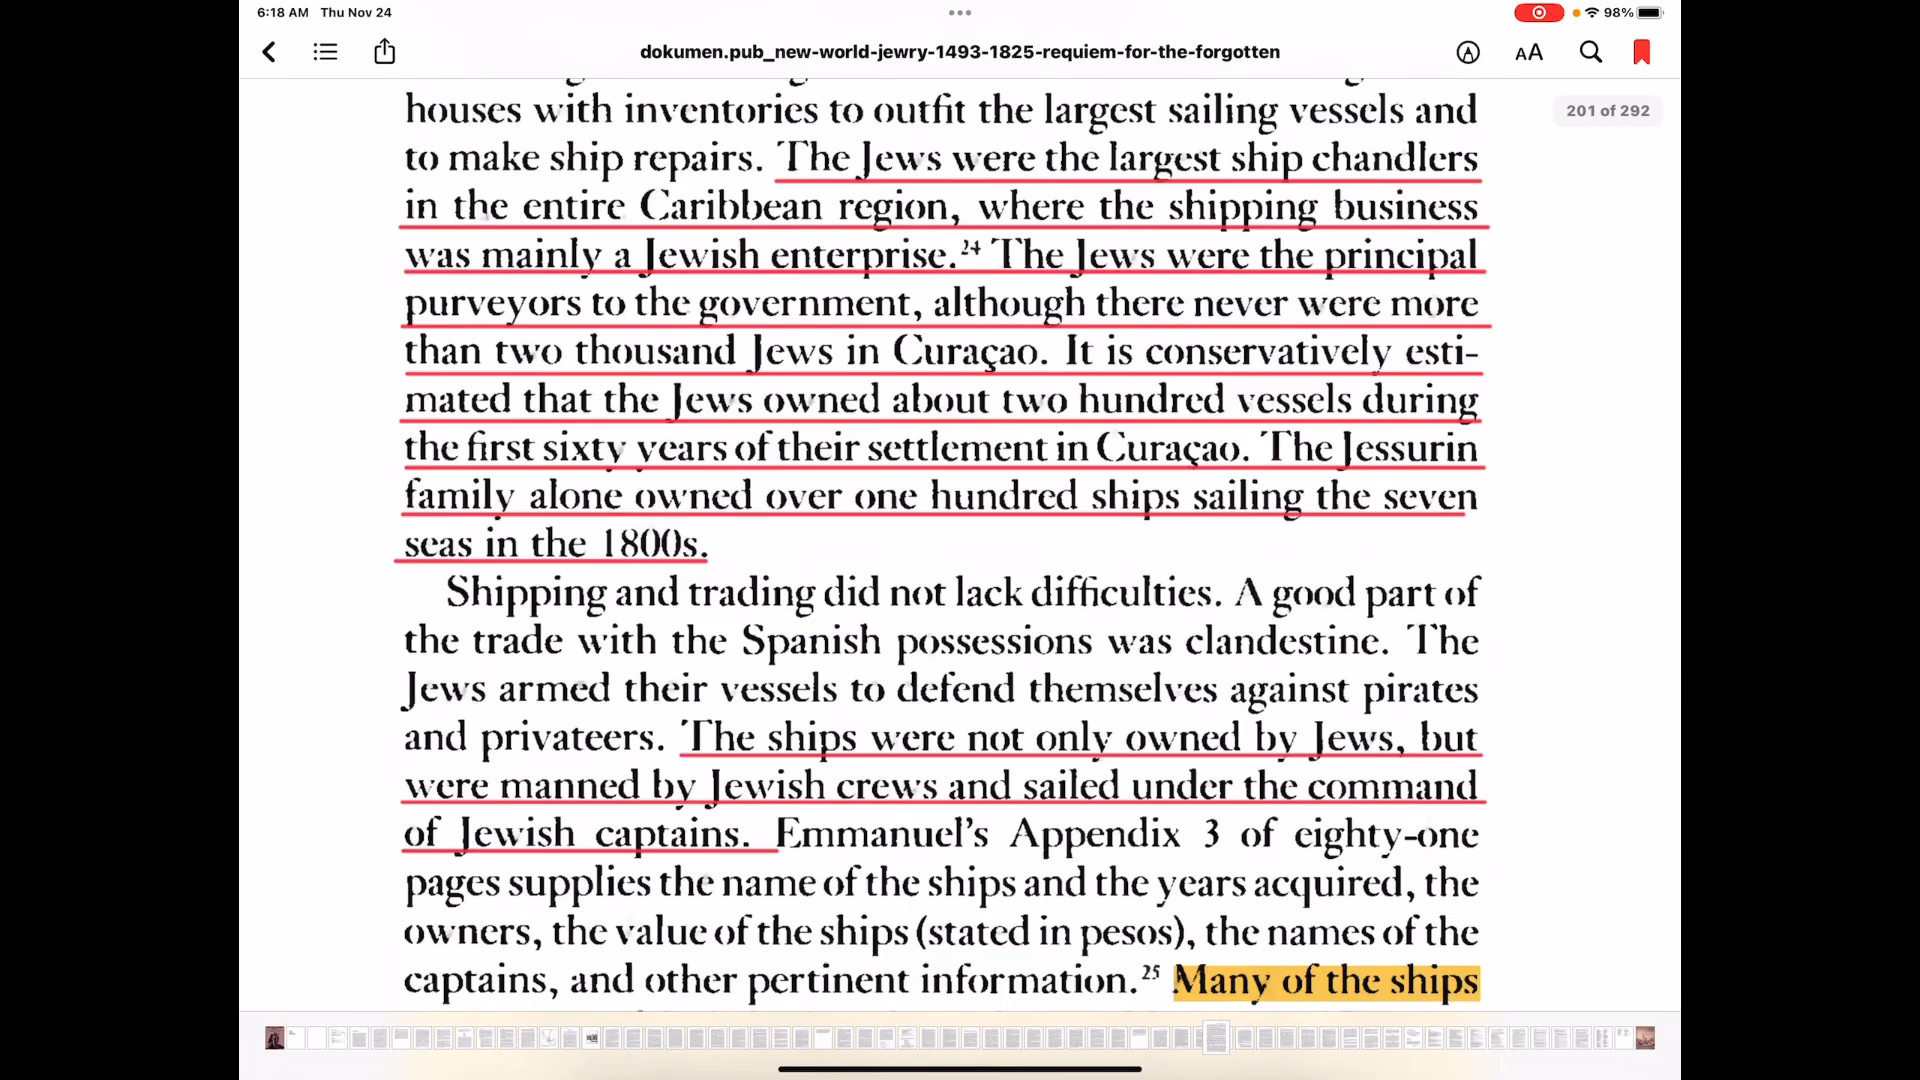 6:18 AM Thu Nov 24
98%
dokumen.pub_new-world-jewry-1493-1825-requiem-for-the-forgotten
AA
201 of 292
houses with inventories to outfit the largest sailing vessels and
to make ship repairs. The Jews were the largest ship chandlers
in the entire Caribbean region, where the shipping business
was mainly a Jewish enterprise.24 The Jews were the principal
purveyors to the government, although there never were more
than two thousand Jews in Curaçao. It is conservatively esti-
mated that the Jews owned about two hundred vessels during
the first sixty years of their settlement in Curaçao. The Jessurin
family alone owned over one hundred ships sailing the seven
seas in the 1800s.
Shipping and trading did not lack difficulties. A good part of
the trade with the Spanish possessions was clandestine. The
Jews armed their vessels to defend themselves against pirates
and privateers. The ships were not only owned by Jews, but
were manned by Jewish crews and sailed under the command
of Jewish captains. Emmanuel's Appendix 3 of eighty-one
pages supplies the name of the ships and the years acquired, the
owners, the value of the ships (stated in pesos), the names of the
captains, and other pertinent information.25 Many of the ships